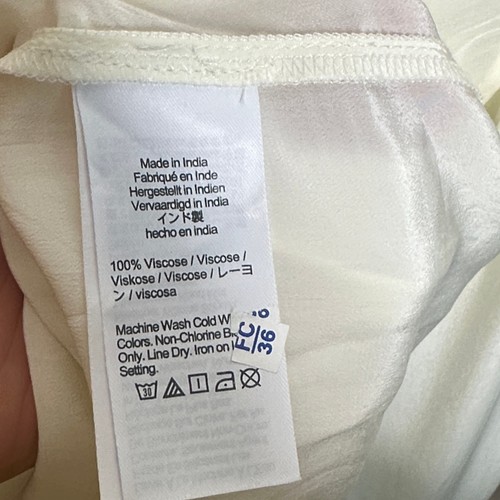 Made in India
Fabriqué en Inde
Hergestellt in Indien
Vervaardigd in India
インド製
hecho en india
100% Viscose / Viscose /
Viskose / Viscose / レーヨ
ン / viscosa
Machine Wash Cold
Colors. Non-Chlorine
Only. Line Dry. Iron on
Setting.
30
FC/
36